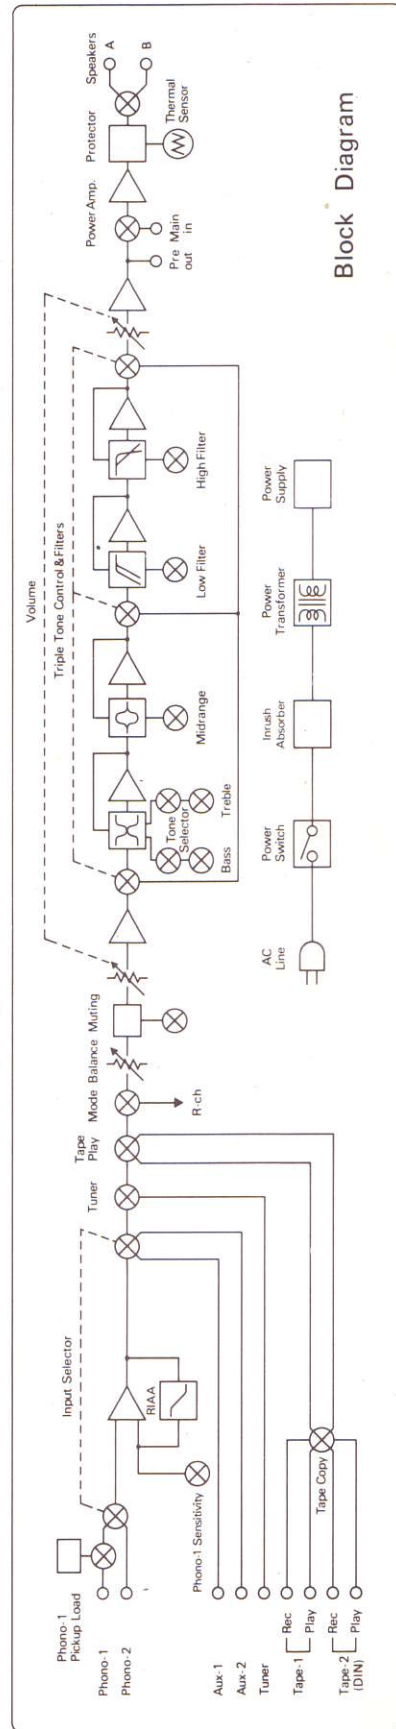 Phono-1
Pickup Load
Phono-1
Phono-2
Input Selector
RIAA
Phono-1 Sensitivity
Aux-1
Aux-2
Tuner
Tape-1
Rec
Play
Tape-2
(DIN)
Rec
Play
Tape Copy
Tuner
Tape
Play
Mode
R-ch
Balance
Muting
Volume
Triple Tone Control & Filters
Tone
Selector
Bass
Treble
Midrange
Low Filter
High Filter
Pre
out
Main
in
Power Amp.
Protector
Thermal
Sensor
Speakers
A
B
AC
Line
Power
Switch
Inrush
Absorber
Power
Transformer
Power
Supply
Block Diagram